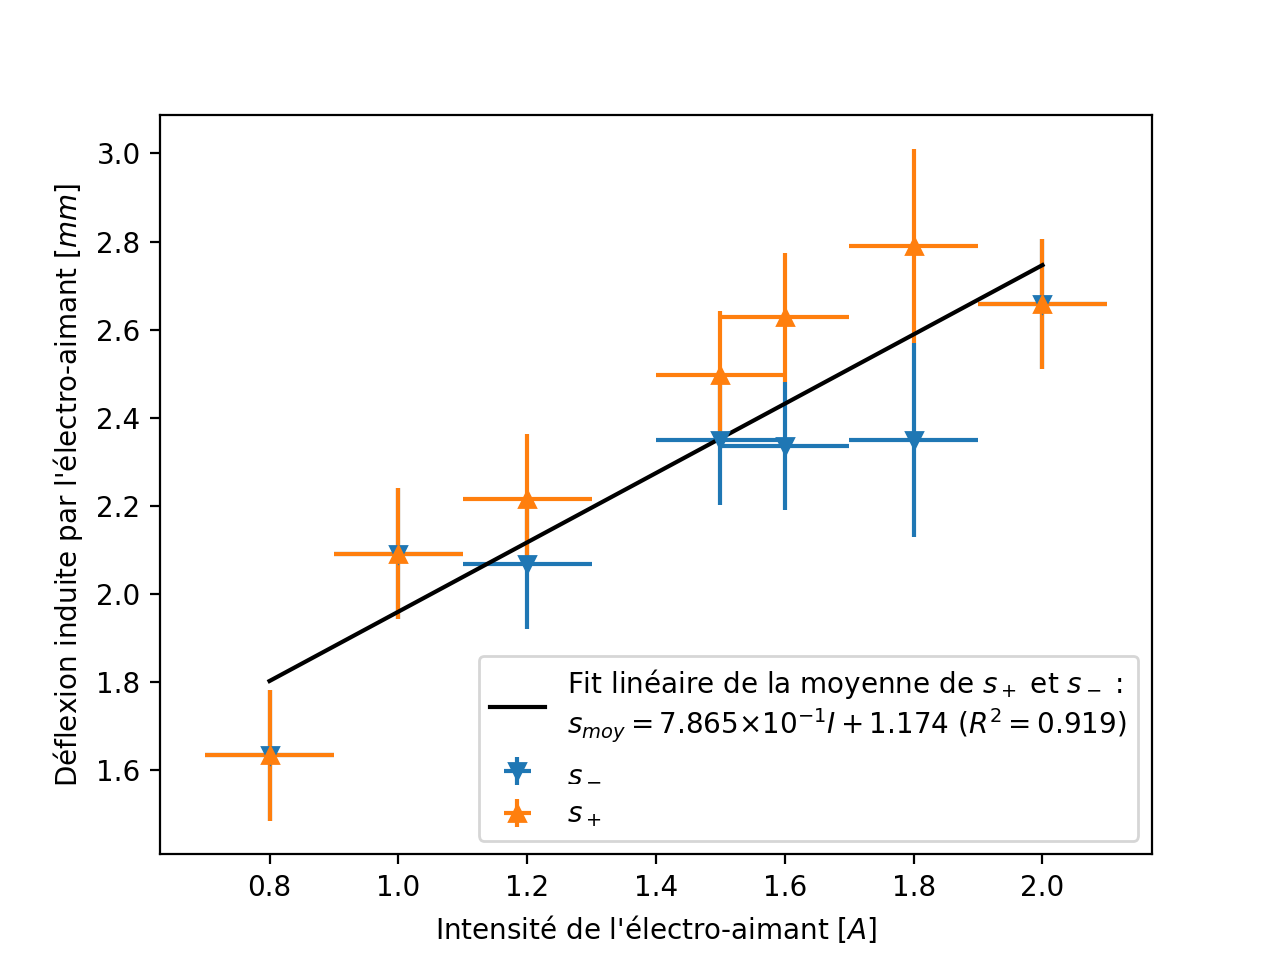 3.0
2.8
2.6
2.4
2.2
2.0
1.8
1.6
Déflexion induite par l'électro-aimant [mm]
Fit linéaire de la moyenne de s₊ et s₋ :
sₘₒᵧ = 7.865×10⁻¹I + 1.174 (R² = 0.919)
s₋
s₊
0.8 1.0 1.2 1.4 1.6 1.8 2.0
Intensité de l'électro-aimant [A]